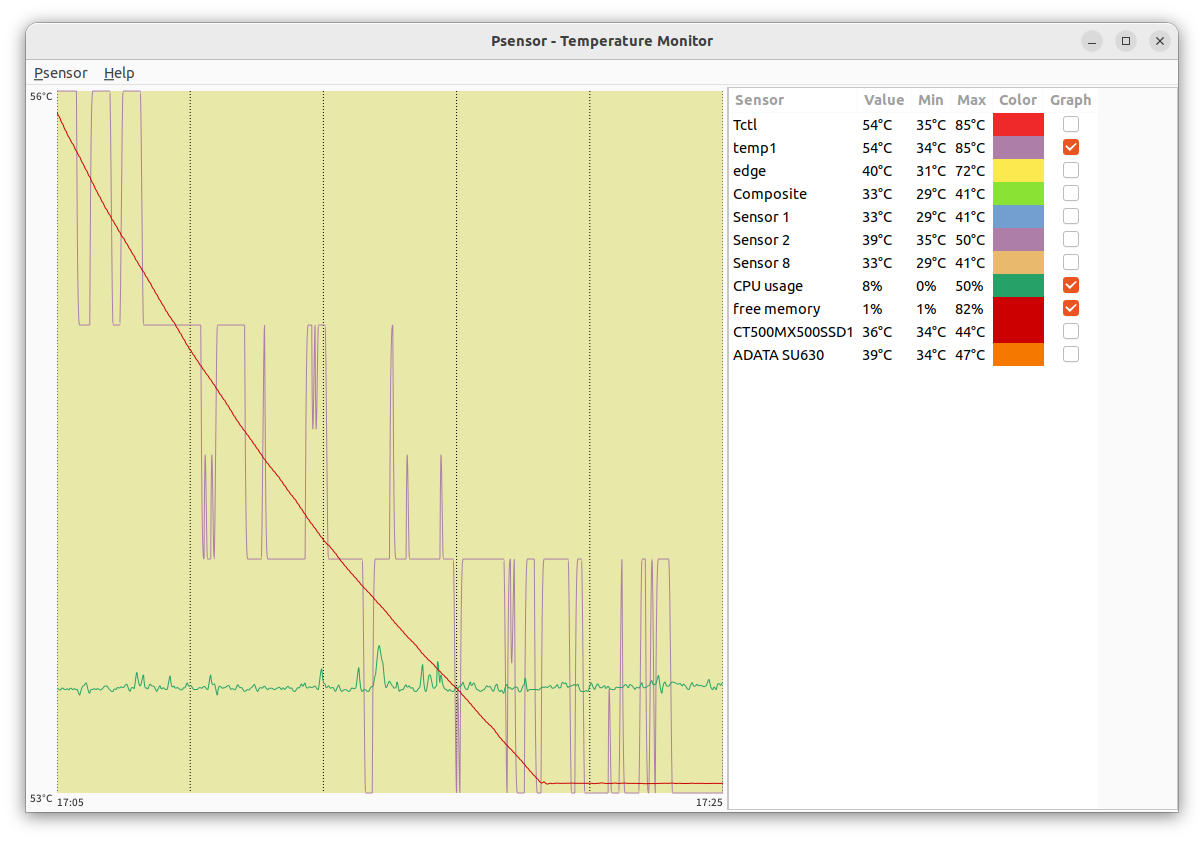 Psensor - Temperature Monitor
Psensor Help
56°C
53°C
17:05 17:25
Sensor Value Min Max Color Graph
Tctl 54°C 35°C 85°C
temp1 54°C 34°C 85°C
edge 40°C 31°C 72°C
Composite 33°C 29°C 41°C
Sensor 1 33°C 29°C 41°C
Sensor 2 39°C 35°C 50°C
Sensor 8 33°C 29°C 41°C
CPU usage 8% 0% 50%
free memory 1% 1% 82%
CT500MX500SSD1 36°C 34°C 44°C
ADATA SU630 39°C 34°C 47°C